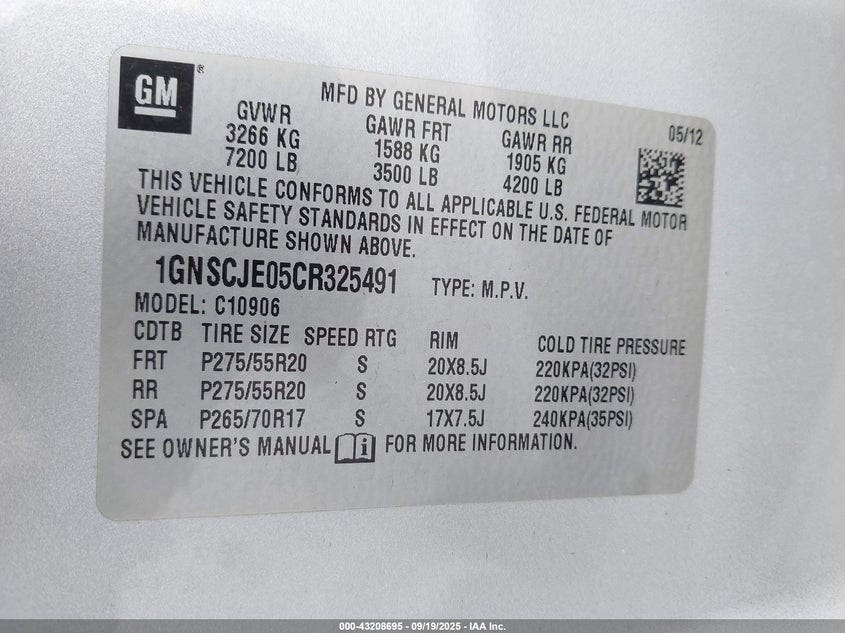 GM®
MFD BY GENERAL MOTORS LLC
05/12
GVWR GAWR FRT GAWR RR
3266 KG 1588 KG 1905 KG
7200 LB 3500 LB 4200 LB
THIS VEHICLE CONFORMS TO ALL APPLICABLE U.S. FEDERAL MOTOR
VEHICLE SAFETY STANDARDS IN EFFECT ON THE DATE OF
MANUFACTURE SHOWN ABOVE.
1GNSCJE05CR325491 TYPE: M.P.V.
MODEL: C10906
CDTB TIRE SIZE SPEED RTG RIM COLD TIRE PRESSURE
FRT P275/55R20 S 20X8.5J 220KPA(32PSI)
RR P275/55R20 S 20X8.5J 220KPA(32PSI)
SPA P265/70R17 S 17X7.5J 240KPA(35PSI)
SEE OWNER'S MANUAL i FOR MORE INFORMATION.
000-43208695 - 09/19/2025 - IAA Inc.